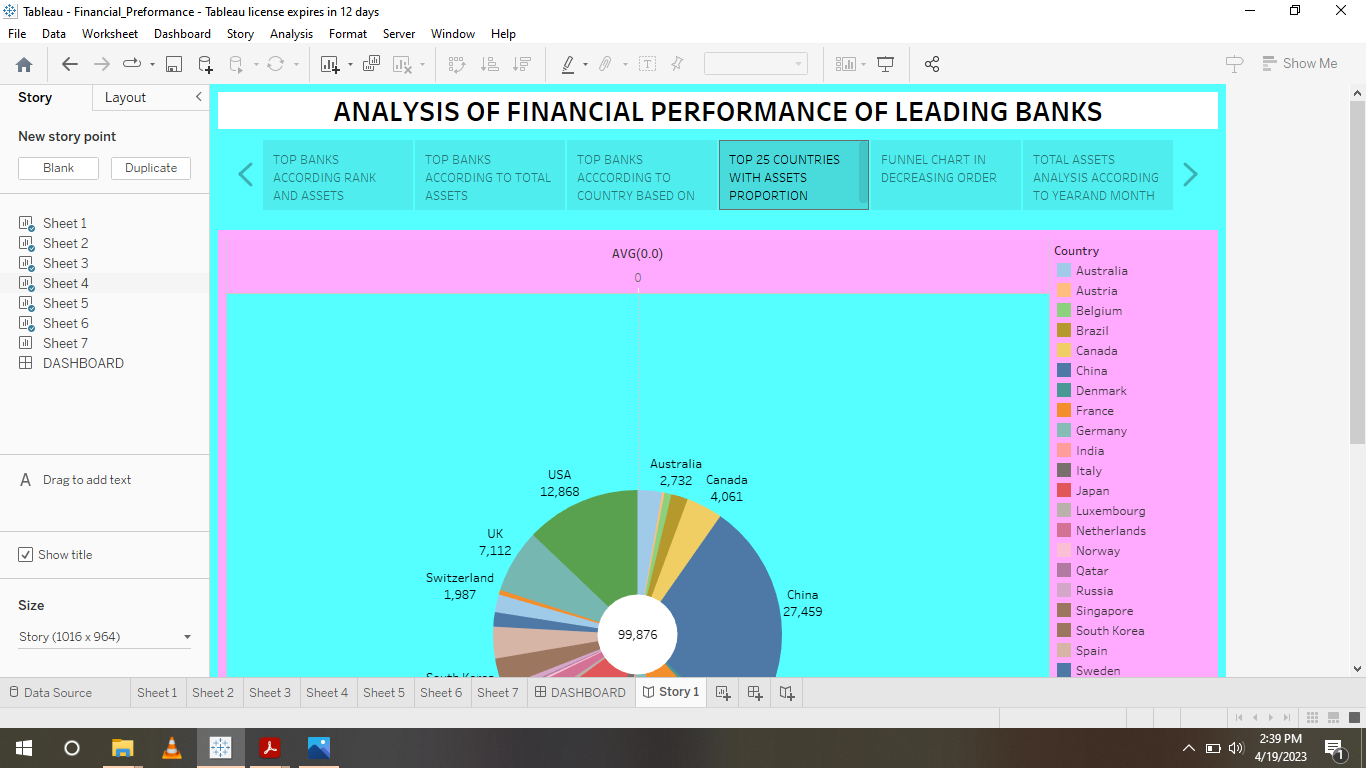 Tableau - Financial_Preformance - Tableau license expires in 12 days
File Data Worksheet Dashboard Story Analysis Format Server Window Help
Show Me
Story Layout
New story point
Blank Duplicate
Sheet 1
Sheet 2
Sheet 3
Sheet 4
Sheet 5
Sheet 6
Sheet 7
DASHBOARD
A Drag to add text
Show title
Size
Story (1016 x 964)
ANALYSIS OF FINANCIAL PERFORMANCE OF LEADING BANKS
TOP BANKS
ACCORDING RANK
AND ASSETS
TOP BANKS
ACCORDING TO TOTAL
ASSETS
TOP BANKS
ACCCORDING TO
COUNTRY BASED ON
TOP 25 COUNTRIES
WITH ASSETS
PROPORTION
FUNNEL CHART IN
DECREASING ORDER
TOTAL ASSETS
ANALYSIS ACCORDING
TO YEARAND MONTH
AVG(0.0)
0
USA
12,868
Australia
2,732
Canada
4,061
UK
7,112
Switzerland
1,987
China
27,459
99,876
South Korea
Country
Australia
Austria
Belgium
Brazil
Canada
China
Denmark
France
Germany
India
Italy
Japan
Luxembourg
Netherlands
Norway
Qatar
Russia
Singapore
South Korea
Spain
Sweden
Data Source Sheet 1 Sheet 2 Sheet 3 Sheet 4 Sheet 5 Sheet 6 Sheet 7 DASHBOARD Story 1
2:39 PM
4/19/2023
1